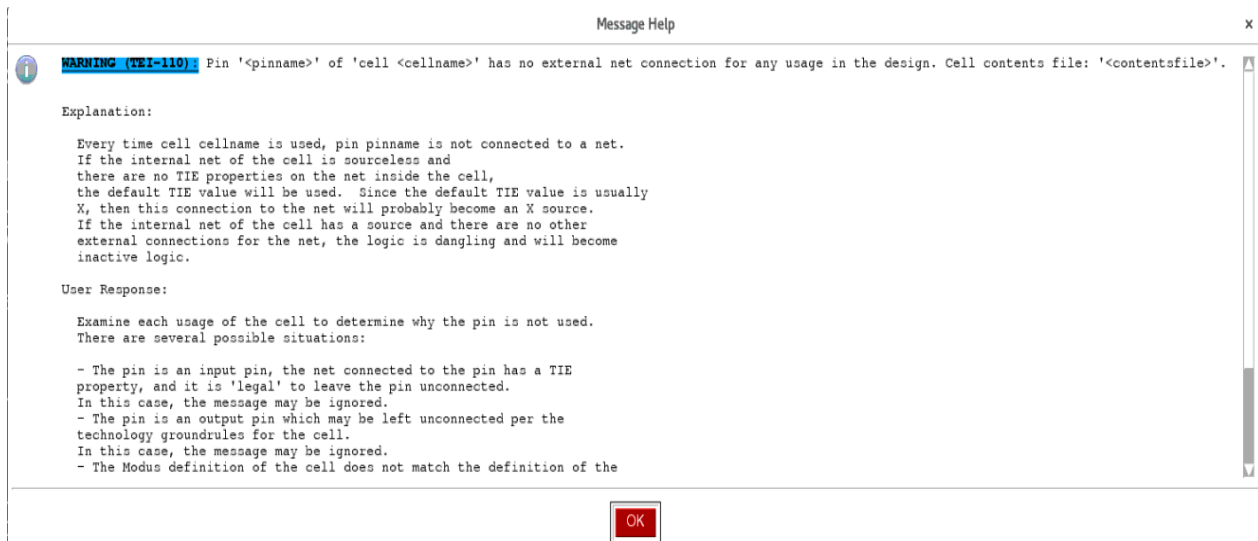 Message Help
x
WARNING (TEI-110): Pin '<pinname>' of 'cell <cellname>' has no external net connection for any usage in the design. Cell contents file: '<contentsfile>'.
Explanation:
Every time cell cellname is used, pin pinname is not connected to a net.
If the internal net of the cell is sourceless and
there are no TIE properties on the net inside the cell,
the default TIE value will be used.  Since the default TIE value is usually
X, then this connection to the net will probably become an X source.
If the internal net of the cell has a source and there are no other
external connections for the net, the logic is dangling and will become
inactive logic.
User Response:
Examine each usage of the cell to determine why the pin is not used.
There are several possible situations:
- The pin is an input pin, the net connected to the pin has a TIE
property, and it is 'legal' to leave the pin unconnected.
In this case, the message may be ignored.
- The pin is an output pin which may be left unconnected per the
technology groundrules for the cell.
In this case, the message may be ignored.
- The Modus definition of the cell does not match the definition of the
OK